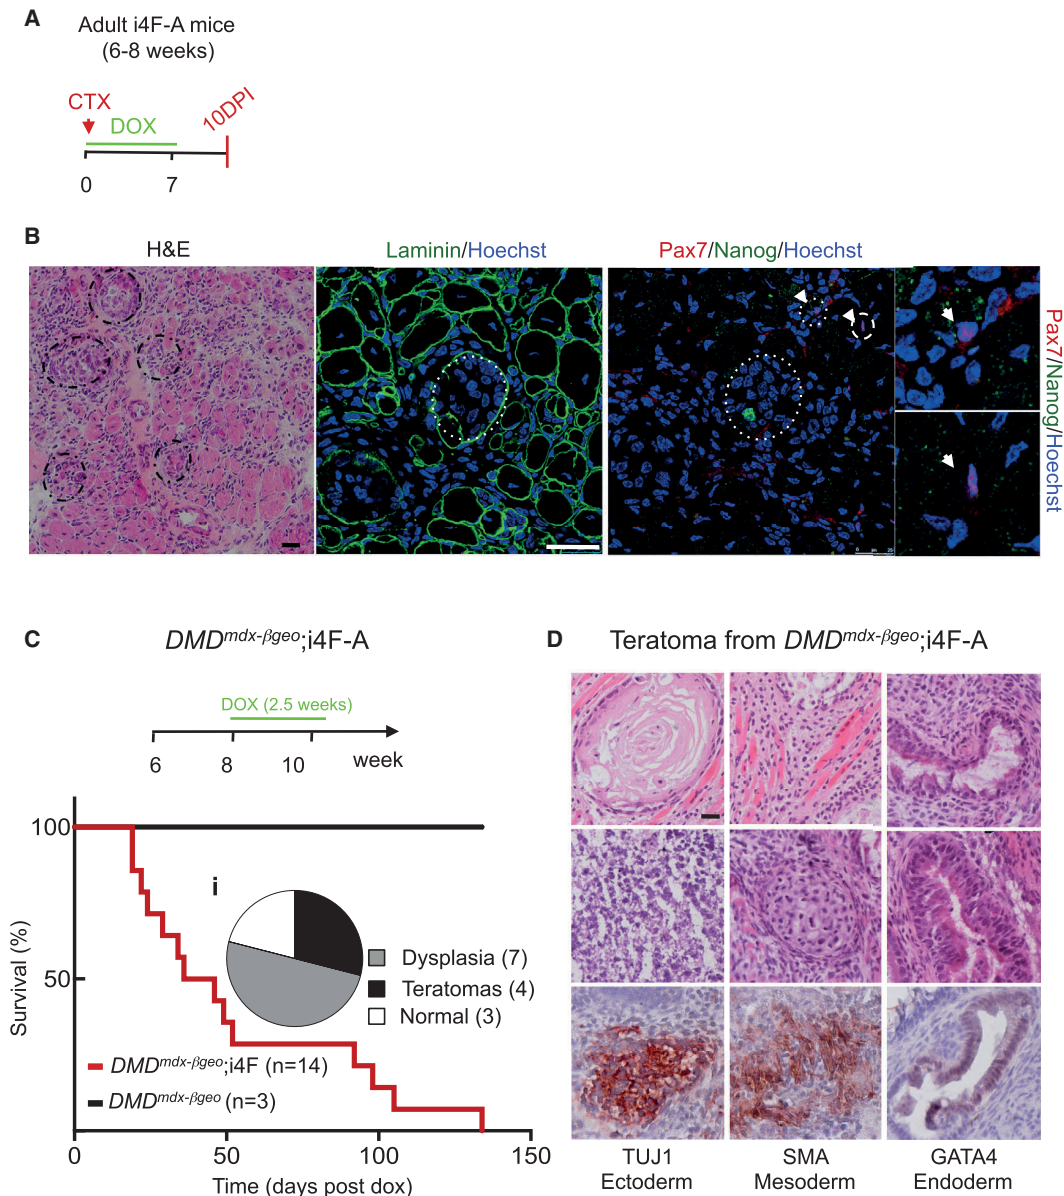 A
Adult i4F-A mice
(6-8 weeks)
CTX
DOX
10DPI
0
7
B
H&E
Laminin/Hoechst
Pax7/Nanog/Hoechst
Pax7/Nanog/Hoechst
C
DMDmdx-βgeo;i4F-A
DOX (2.5 weeks)
6
8
10
week
100
50
Survival (%)
i
Dysplasia (7)
Teratomas (4)
Normal (3)
DMDmdx-βgeo;i4F (n=14)
DMDmdx-βgeo (n=3)
0
50
100
150
Time (days post dox)
D
Teratoma from DMDmdx-βgeo;i4F-A
TUJ1
Ectoderm
SMA
Mesoderm
GATA4
Endoderm